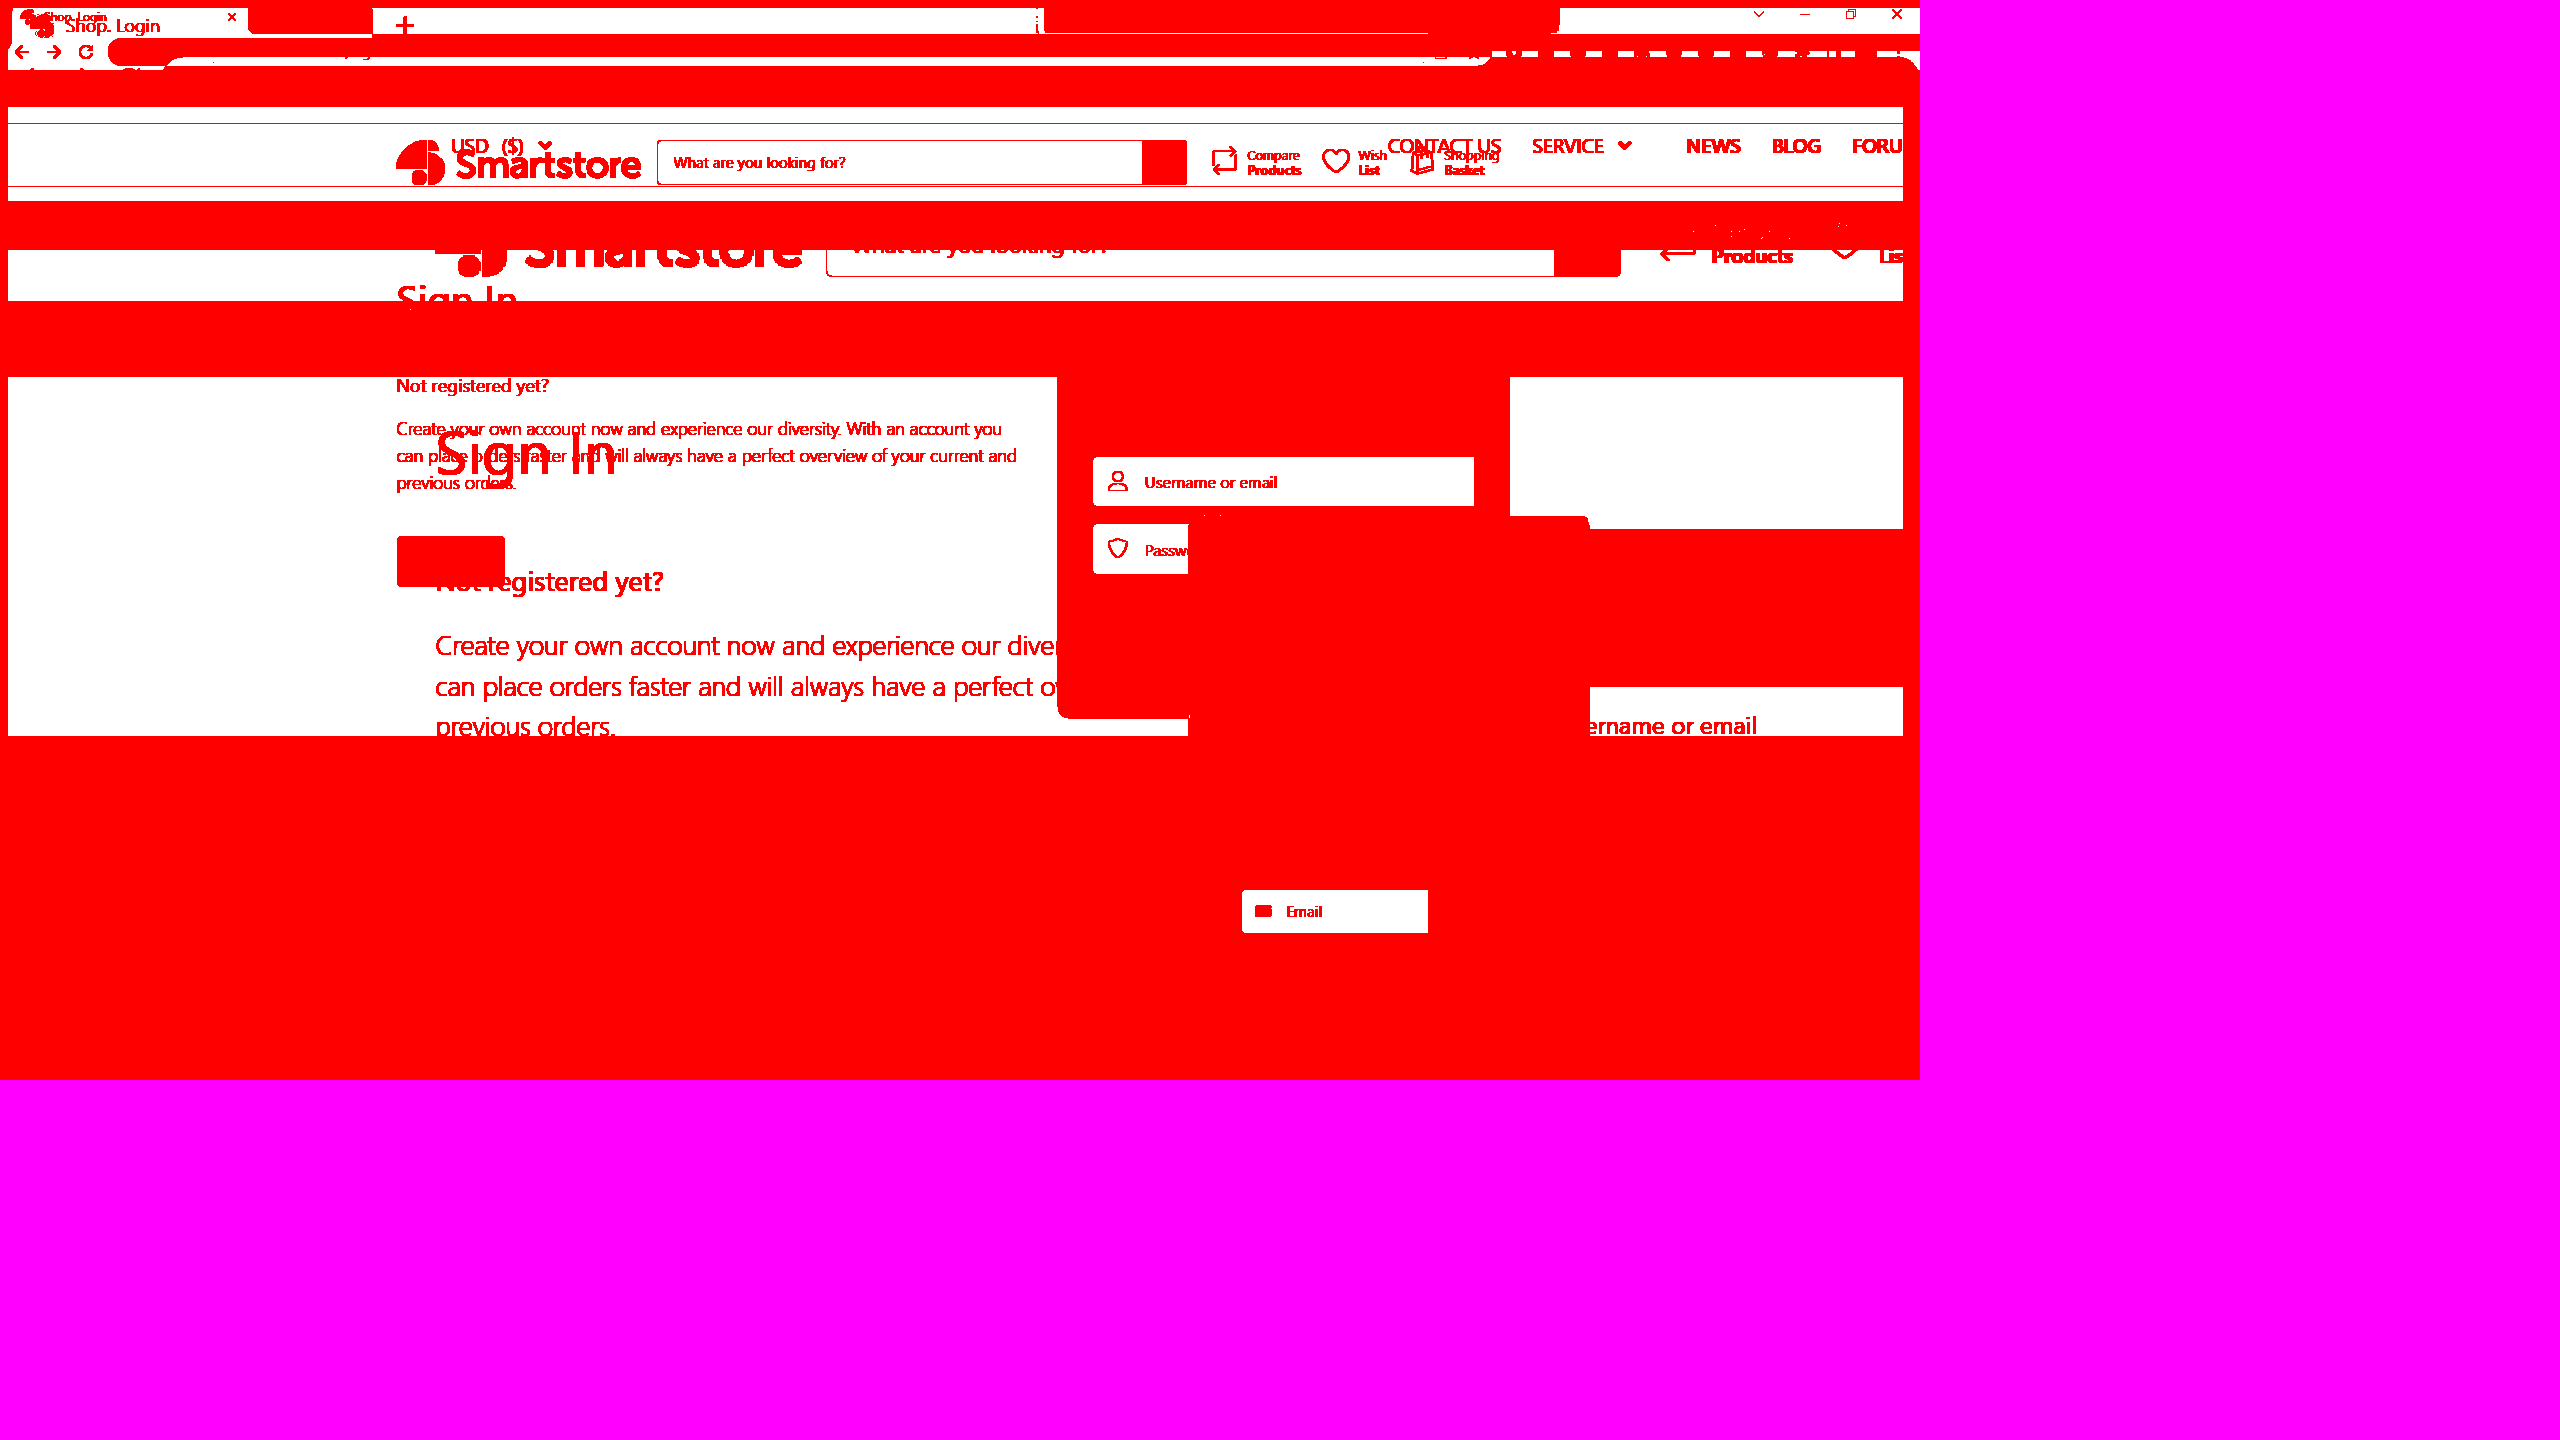 Shop. Login
Shop. Login
USD ($)
CONTACT US SERVICE NEWS BLOG FORU
Smartstore
What are you looking for?
Compare Products
Wish List
Shopping Basket
Smartstore
What are you looking for?
Products
Lis
Sign In
Not registered yet?
Create your own account now and experience our diversity. With an account you
can place orders faster and will always have a perfect overview of your current and
previous orders.
Sign In
Username or email
Passw
Not registered yet?
Create your own account now and experience our diver
can place orders faster and will always have a perfect ov
previous orders.
ername or email
Email